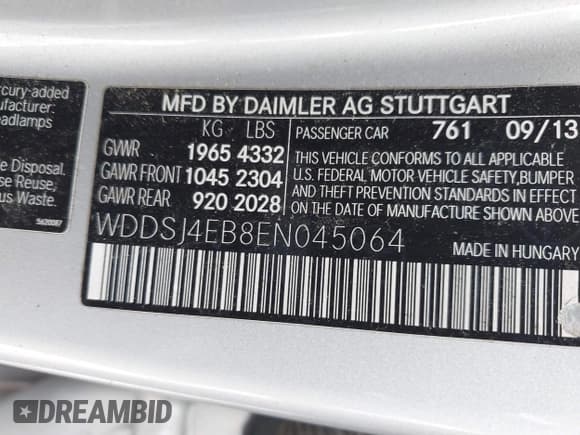 rcury-added
ufacturer:
eadlamps
e Disposal.
se Reuse,
us Waste.
5620087
MFD BY DAIMLER AG STUTTGART
KG LBS
GVWR 1965 4332
GAWR FRONT 1045 2304
GAWR REAR 920 2028
PASSENGER CAR 761 09/13
THIS VEHICLE CONFORMS TO ALL APPLICABLE
U.S. FEDERAL MOTOR VEHICLE SAFETY, BUMPER
AND THEFT PREVENTION STANDARDS IN EFFECT
ON THE DATE OF MANUFACTURE SHOWN ABOVE
WDDSJ4EB8EN045064
MADE IN HUNGARY
DREAMBID